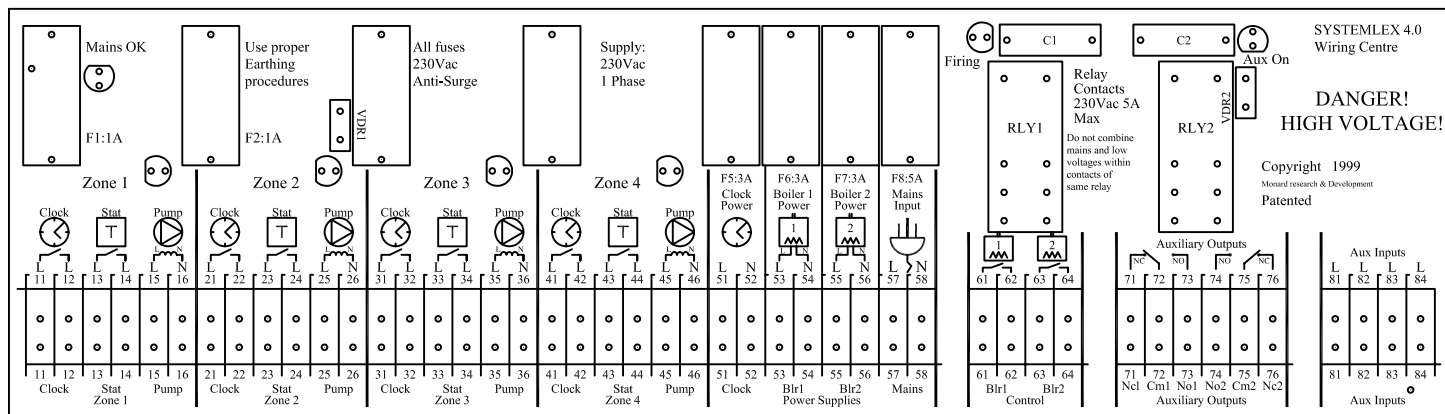 Mains OK
F1:1A
Use proper
Earthing
procedures
F2:1A
VDR1
All fuses
230Vac
Anti-Surge
Supply:
230Vac
1 Phase
Firing
C1
C2
Aux On
SYSTEMLEX 4.0
Wiring Centre
RLY1
Relay
Contacts
230Vac 5A
Max
Do not combine
mains and low
voltages within
contacts of
same relay
RLY2
VDR2
DANGER!
HIGH VOLTAGE!
Copyright 1999
Monard research & Development
Patented
Zone 1
Zone 2
Zone 3
Zone 4
F5:3A
Clock
Power
F6:3A
Boiler 1
Power
F7:3A
Boiler 2
Power
F8:5A
Mains
Input
Clock Stat Pump Clock Stat Pump Clock Stat Pump Clock Stat Pump
T T T T 1 2
L N L N L N L N L N L N
L L L L L N L L L L L N L L L L L N L L L L L N L N L N L N L N
11 12 13 14 15 16 21 22 23 24 25 26 31 32 33 34 35 36 41 42 43 44 45 46 51 52 53 54 55 56 57 58
1 2
61 62 63 64
Auxiliary Outputs
NC NO NO NC
71 72 73 74 75 76
Aux Inputs
L L L L
81 82 83 84
11 12 13 14 15 16 21 22 23 24 25 26 31 32 33 34 35 36 41 42 43 44 45 46 51 52 53 54 55 56 57 58 61 62 63 64 71 72 73 74 75 76 81 82 83 84
Clock Stat Pump Clock Stat Pump Clock Stat Pump Clock Stat Pump Clock Blr1 Blr2 Mains Blr1 Blr2 Ncl Cm1 No1 No2 Cm2 Nc2
Zone 1 Zone 2 Zone 3 Zone 4 Power Supplies Control Auxiliary Outputs Aux Inputs